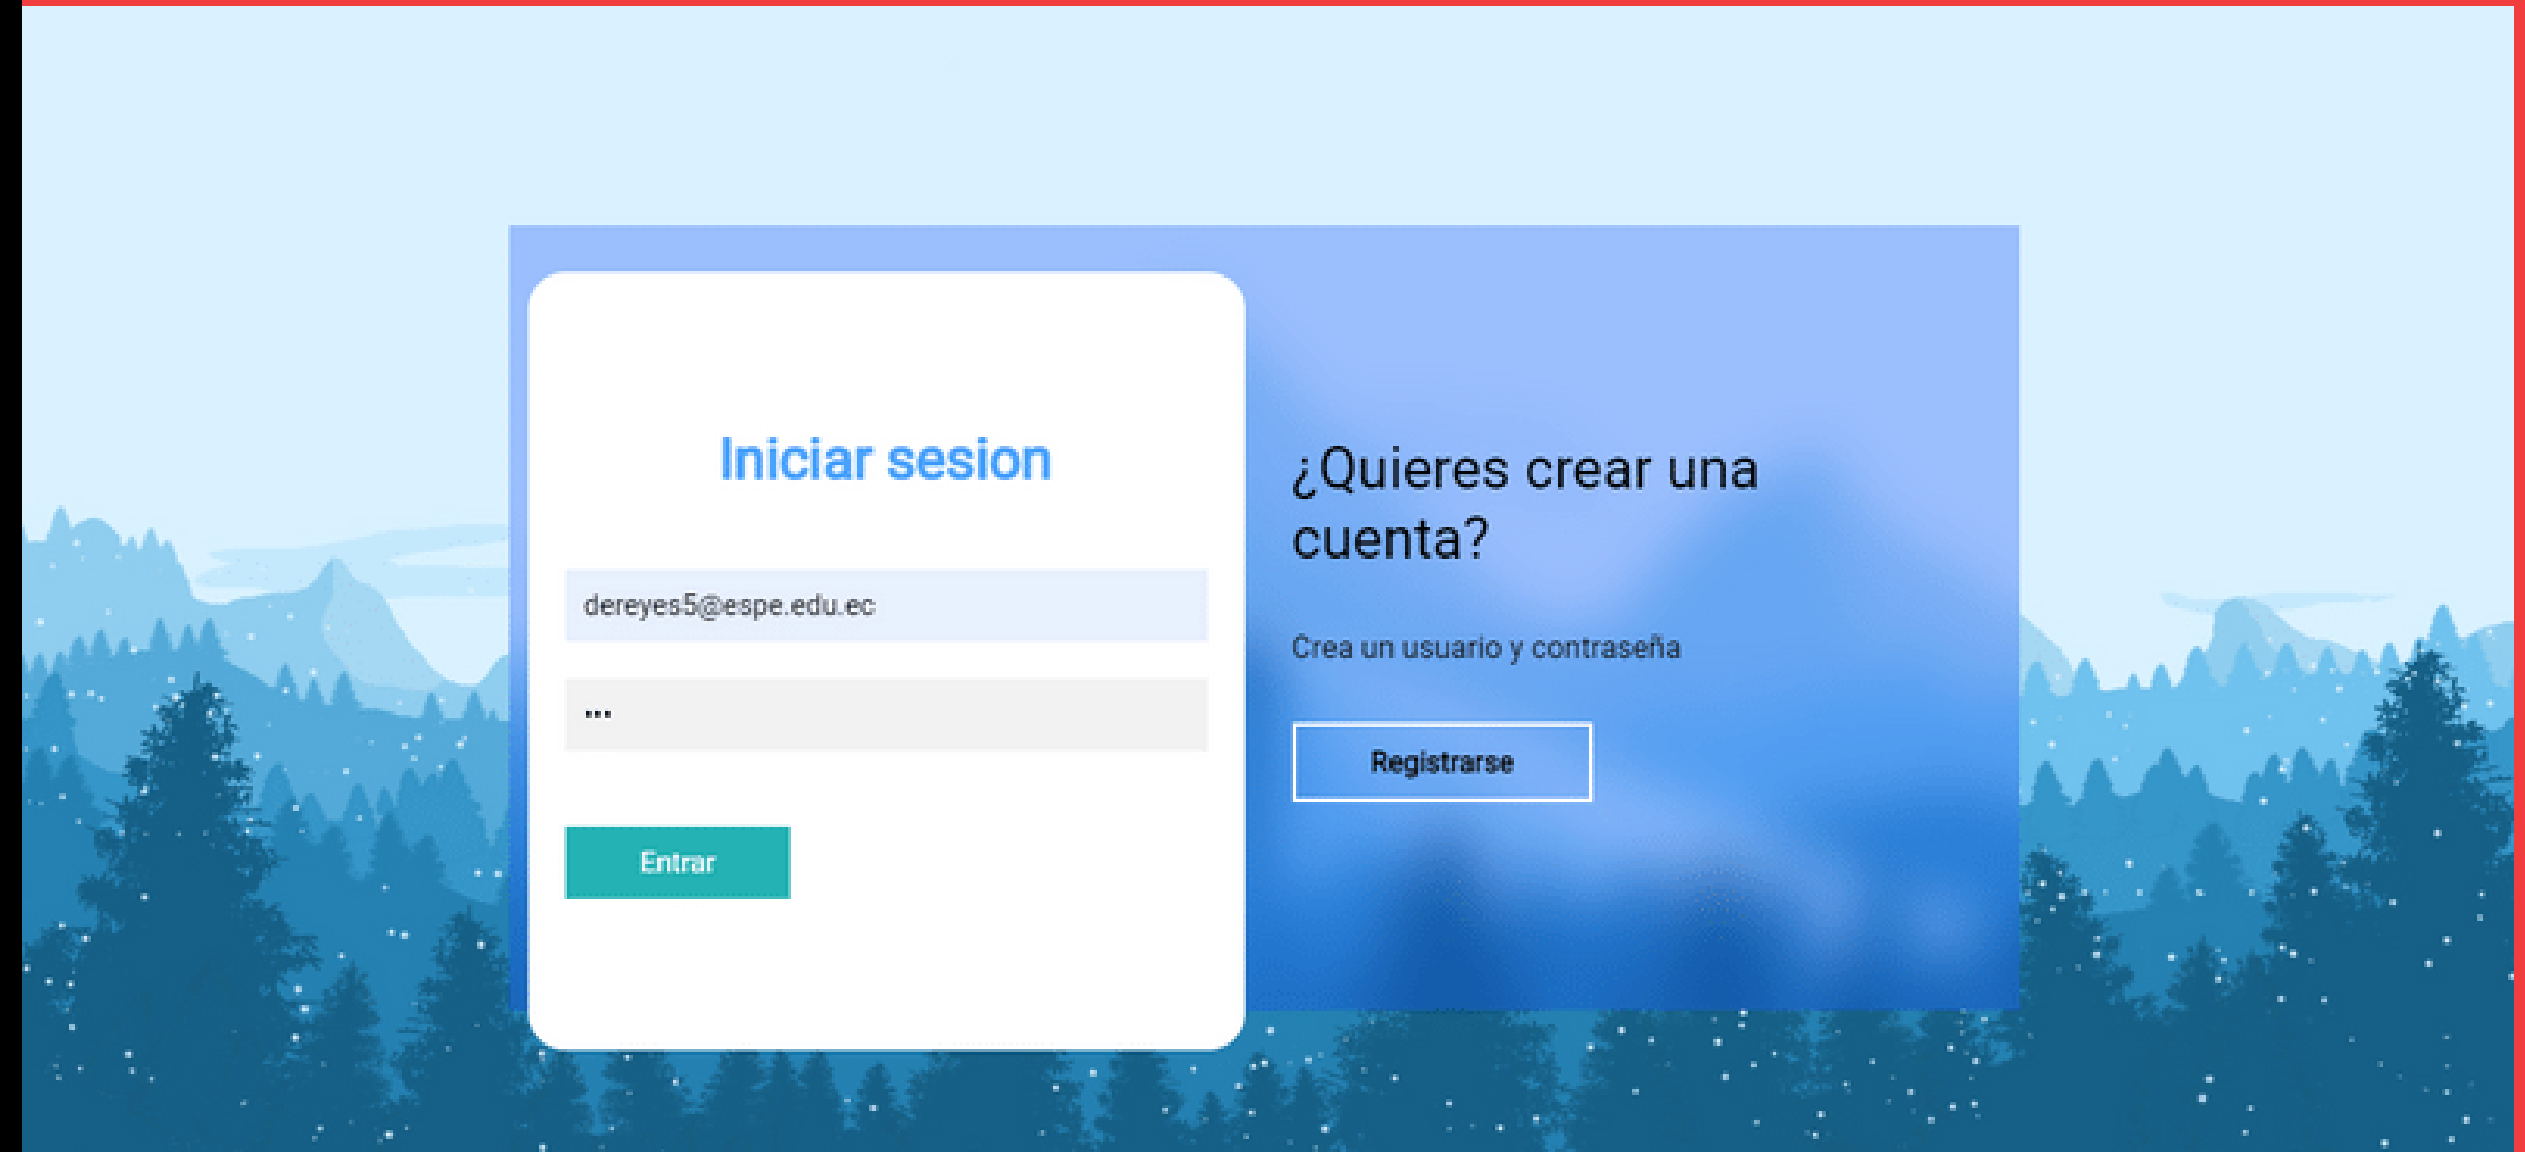 Iniciar sesion
dereyes5@espe.edu.ec
•••
Entrar
¿Quieres crear una
cuenta?
Crea un usuario y contraseña
Registrarse